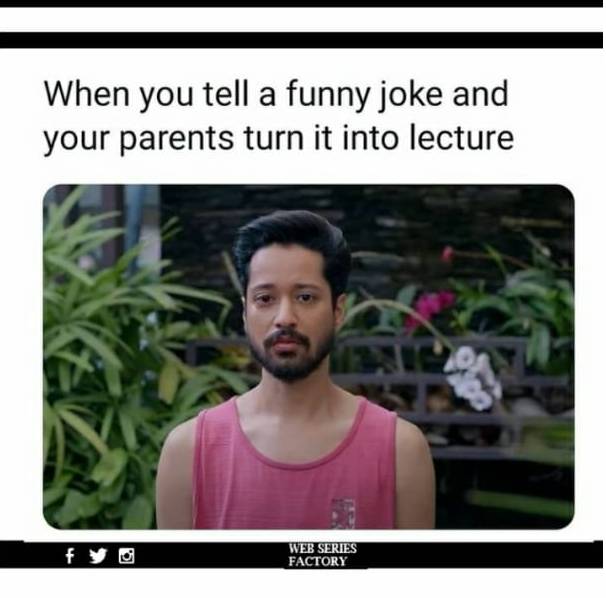 When you tell a funny joke and
your parents turn it into lecture
WEB SERIES
FACTORY